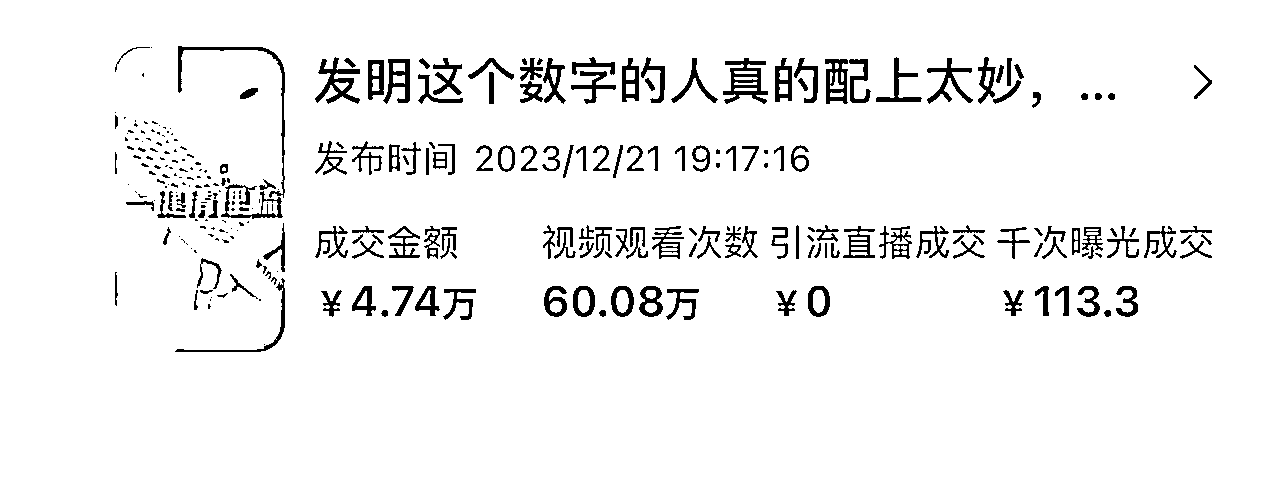 发明这个数字的人真的配上太妙，...
发布时间 2023/12/21 19:17:16
成交金额 视频观看次数 引流直播成交 千次曝光成交
¥4.74万 60.08万 ¥0 ¥113.3